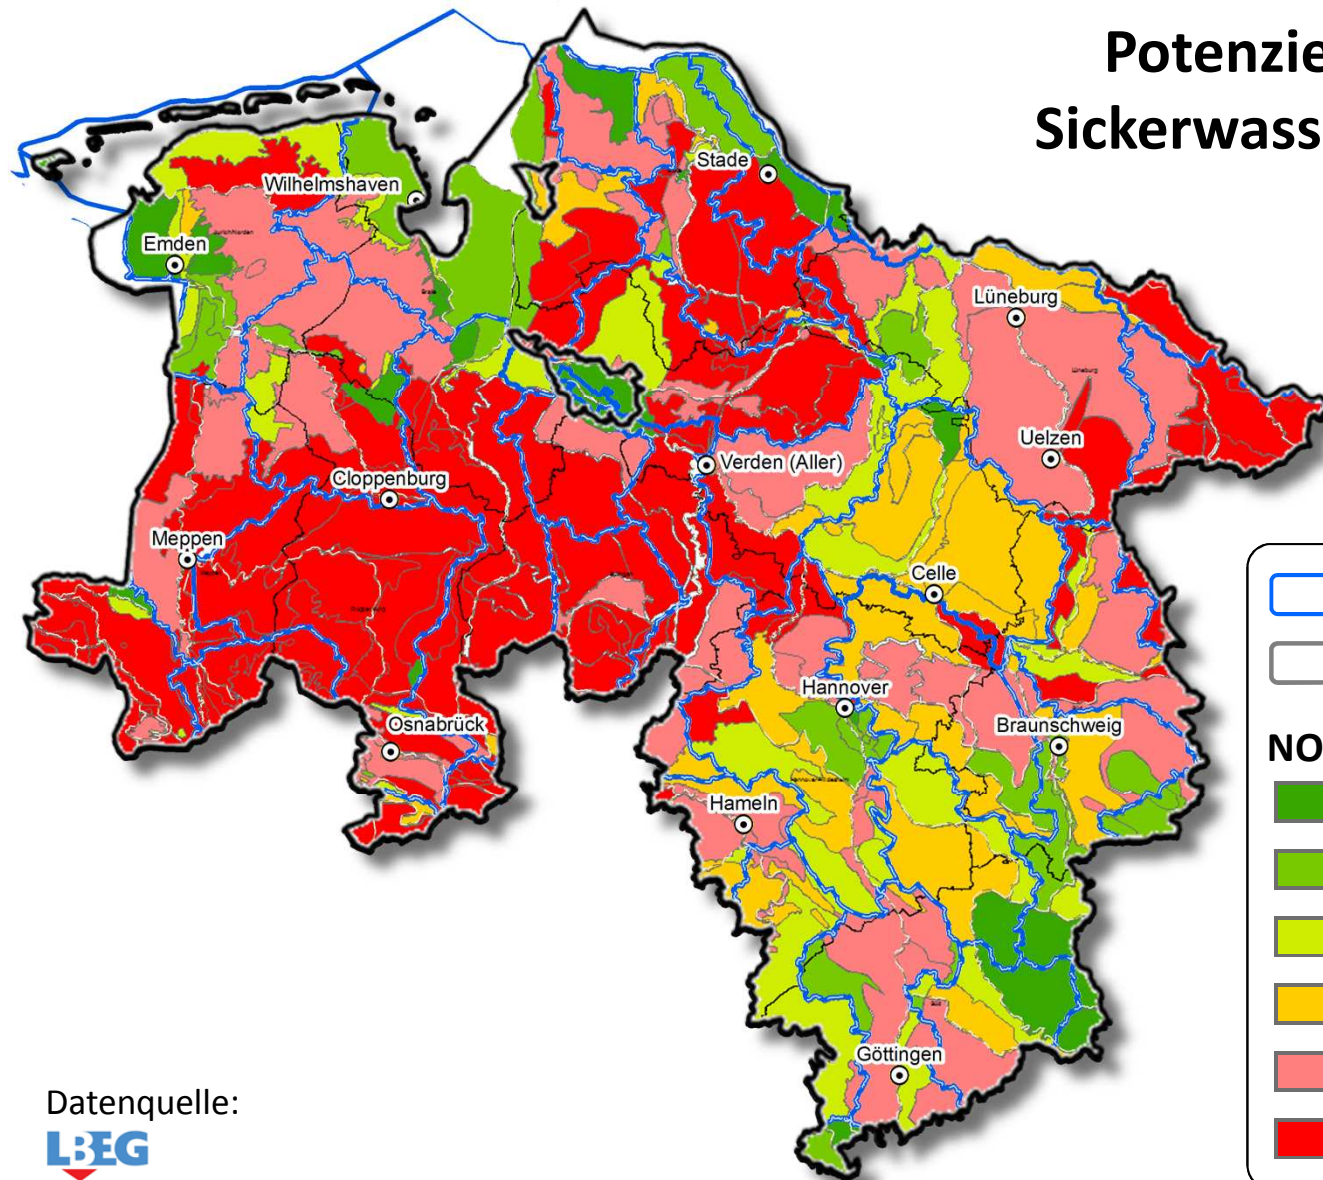 Potenzie
Sickerwass
Stade
Wilhelmshaven
Emden
Lüneburg
Uelzen
Verden (Aller)
Cloppenburg
Meppen
Celle
Hannover
Osnabrück
Braunschweig
Hameln
Göttingen
NO
Datenquelle:
LBEG